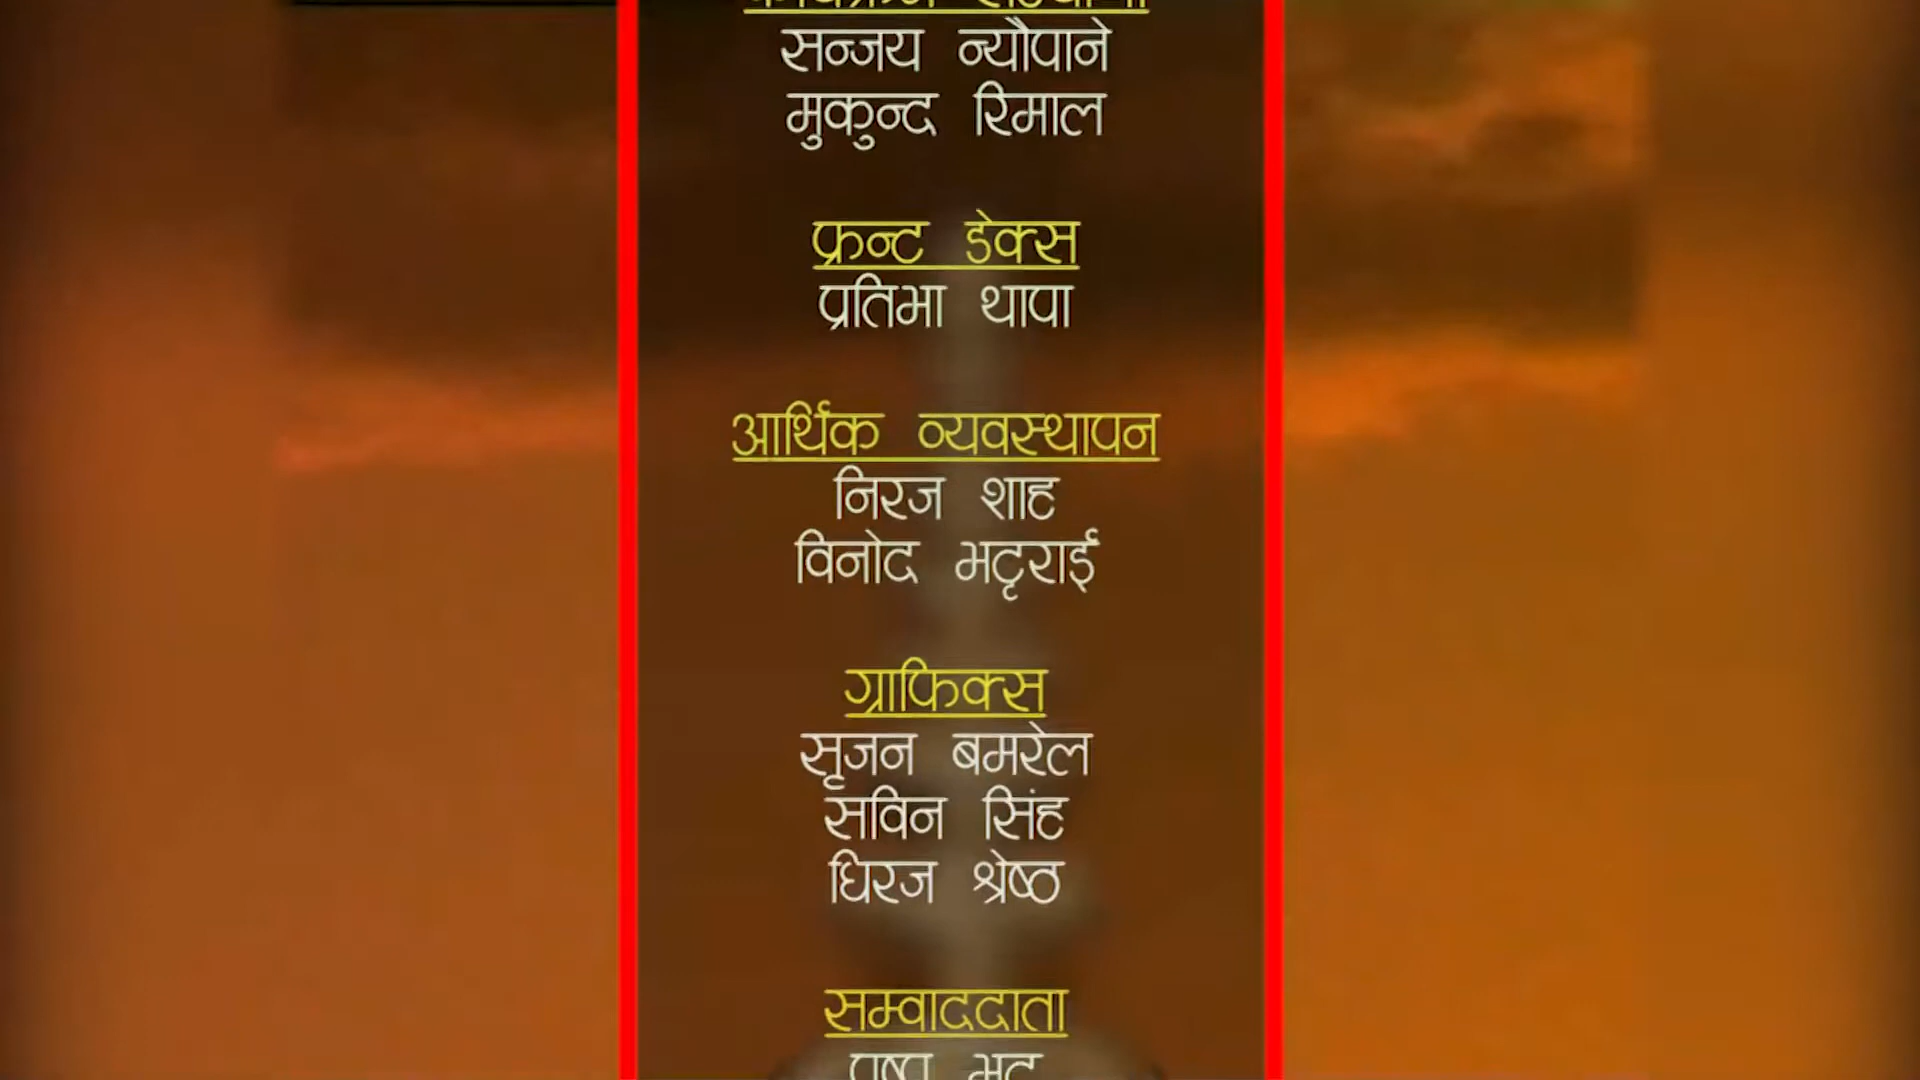 सन्जय न्यौपाने
मुकुन्द रिमाल
फ्रन्ट डेक्स
प्रतिभा थापा
आर्थिक व्यवस्थापन
निरज शाह
विनोद भट्टराई
ग्राफिक्स
सृजन बमरेल
सविन सिंह
धिरज श्रेष्ठ
सम्वाददाता